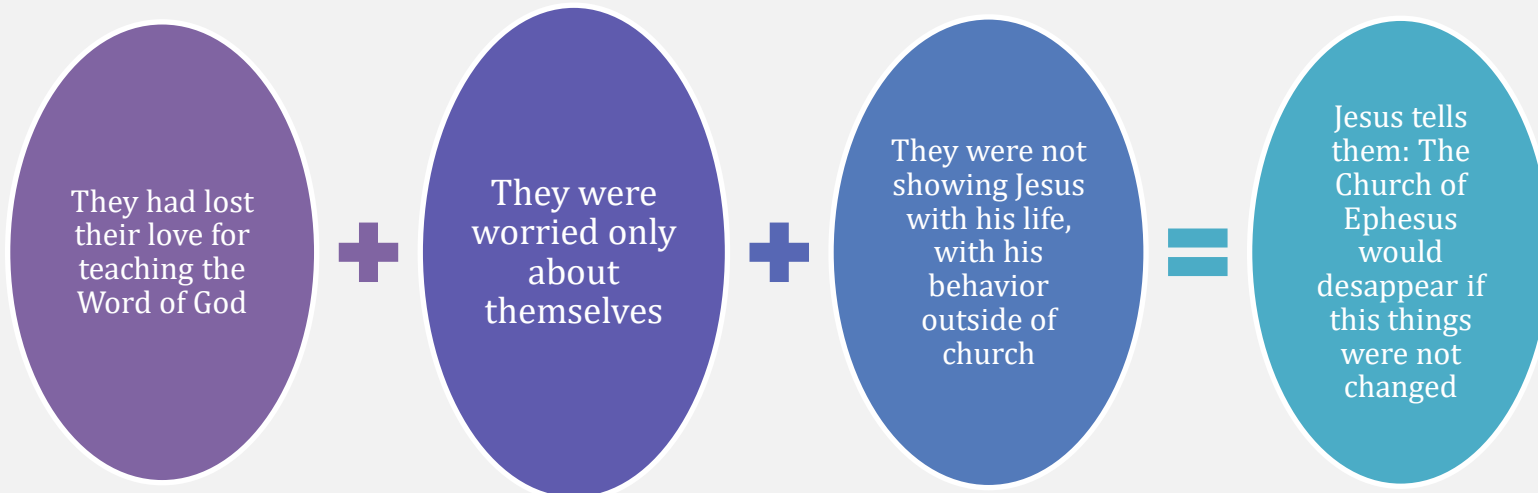 They had lost
their love for
teaching the
Word of God
They were
worried only
about
themselves
They were not
showing Jesus
with his life,
with his
behavior
outside of
church
Jesus tells
them: The
Church of
Ephesus
would
desappear if
this things
were not
changed